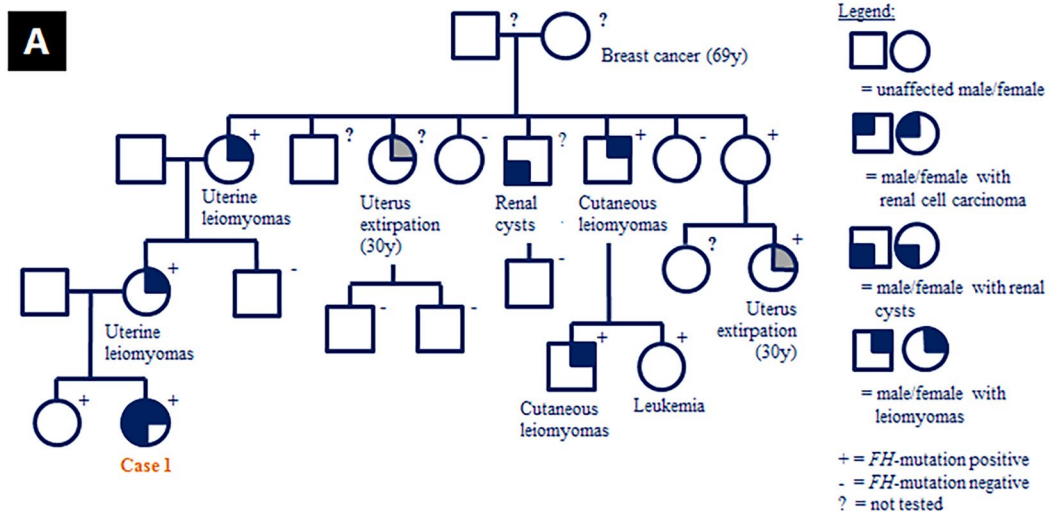 A
? ?
Breast cancer (69y)
+ ? ? - ? + - +
Uterine
leiomyomas
Uterus
extirpation
(30y)
Renal
cysts
Cutaneous
leiomyomas
+ - - - - ? +
Uterine
leiomyomas
Uterus
extirpation
(30y)
+ +
Cutaneous
leiomyomas
Leukemia
+ +
Case 1
Legend:
= unaffected male/female
= male/female with
renal cell carcinoma
= male/female with renal
cysts
= male/female with
leiomyomas
+ = FH-mutation positive
- = FH-mutation negative
? = not tested